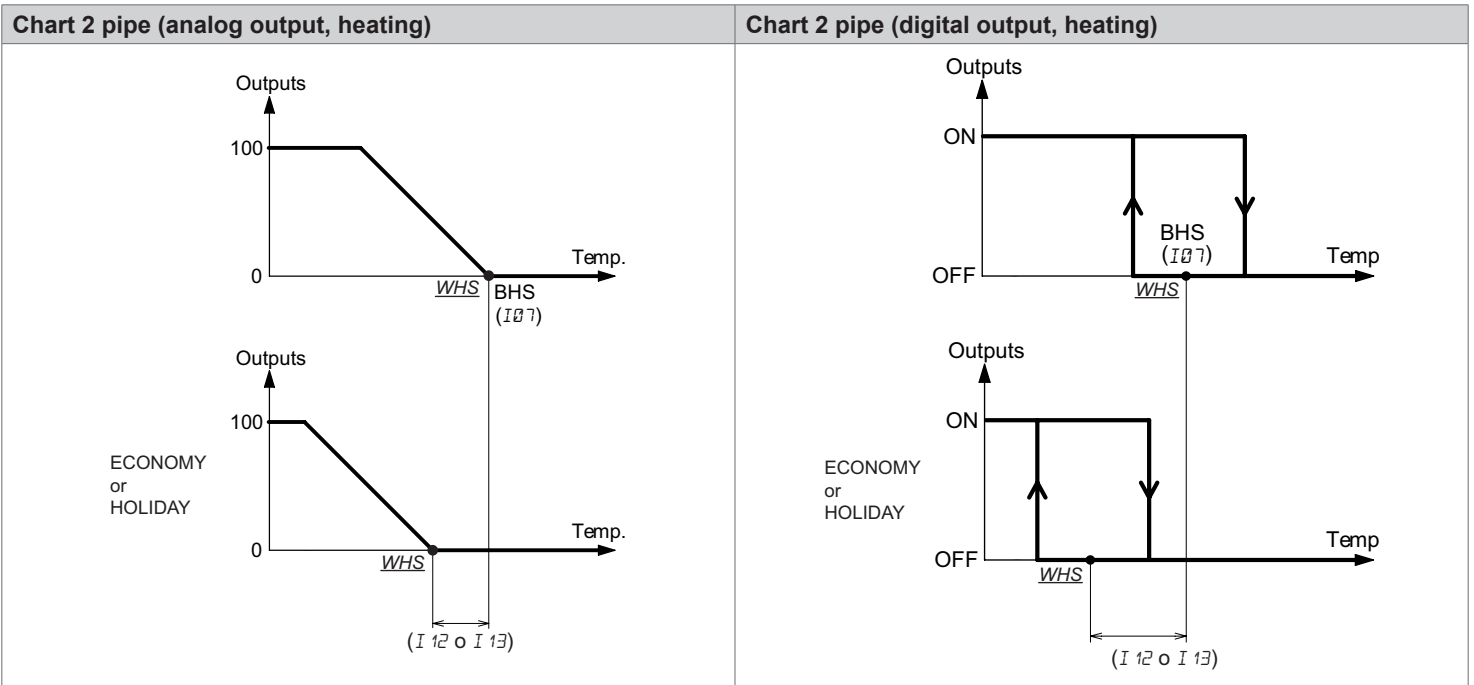 Chart 2 pipe (analog output, heating)
Outputs
100
0
Temp.
WHS
BHS
(I07)
Outputs
100
ECONOMY
or
HOLIDAY
0
Temp.
WHS
(I12 o I13)
Chart 2 pipe (digital output, heating)
Outputs
ON
BHS
(I07)
Temp
OFF
WHS
Outputs
ON
ECONOMY
or
HOLIDAY
OFF
Temp
WHS
(I12 o I13)